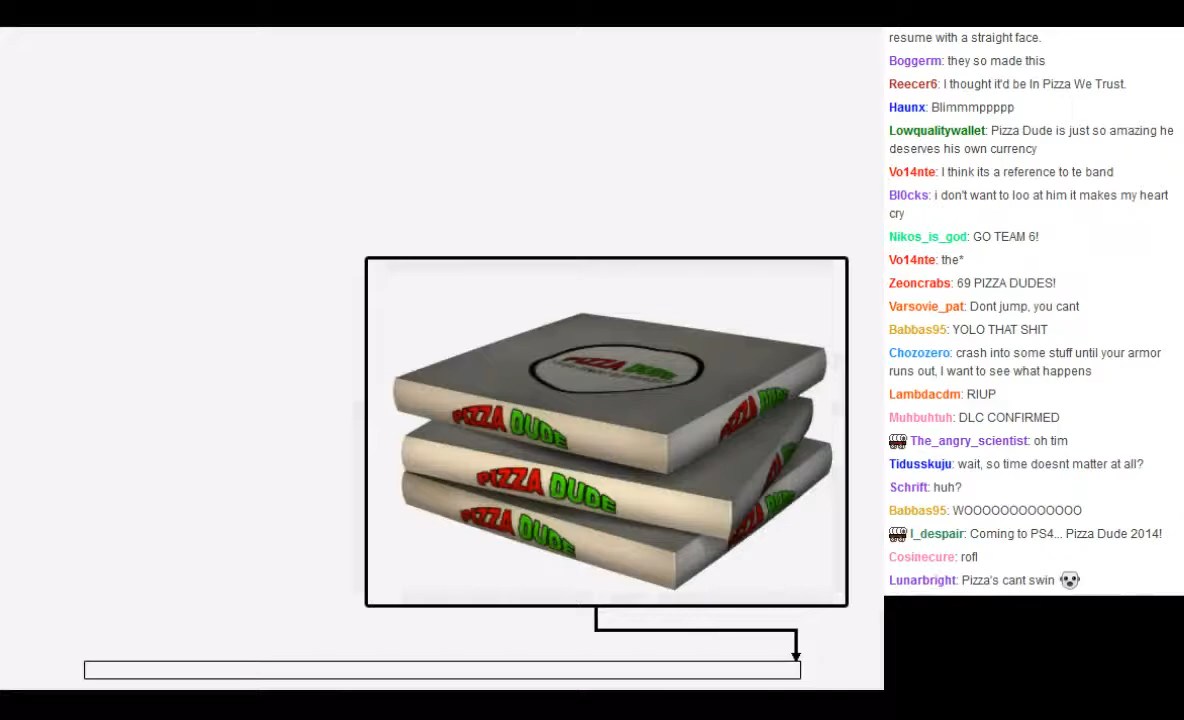 resume with a straight face.
Boggerm: they so made this
Reecer6: I thought it'd be In Pizza We Trust.
Haunx: Blimmmppppp
Lowqualitywallet: Pizza Dude is just so amazing he
deserves his own currency
Vo14nte: I think its a reference to te band
Bl0cks: i don't want to loo at him it makes my heart
cry
Nikos_is_god: GO TEAM 6!
Vo14nte: the*
Zeoncrabs: 69 PIZZA DUDES!
Varsovie_pat: Dont jump, you cant
Babbas95: YOLO THAT SHIT
Chozozero: crash into some stuff until your armor
runs out, I want to see what happens
Lambdacdm: RIUP
Muhbuhtuh: DLC CONFIRMED
The_angry_scientist: oh tim
Tidusskuju: wait, so time doesnt matter at all?
Schrift: huh?
Babbas95: WOOOOOOOOOOOOO
I_despair: Coming to PS4... Pizza Dude 2014!
Cosinecure: rofl
Lunarbright: Pizza's cant swin
PIZZA DUDE
PIZZA DUDE
PIZZA DUDE
PIZZA DUDE
PIZZA DUDE
PIZZA DUDE